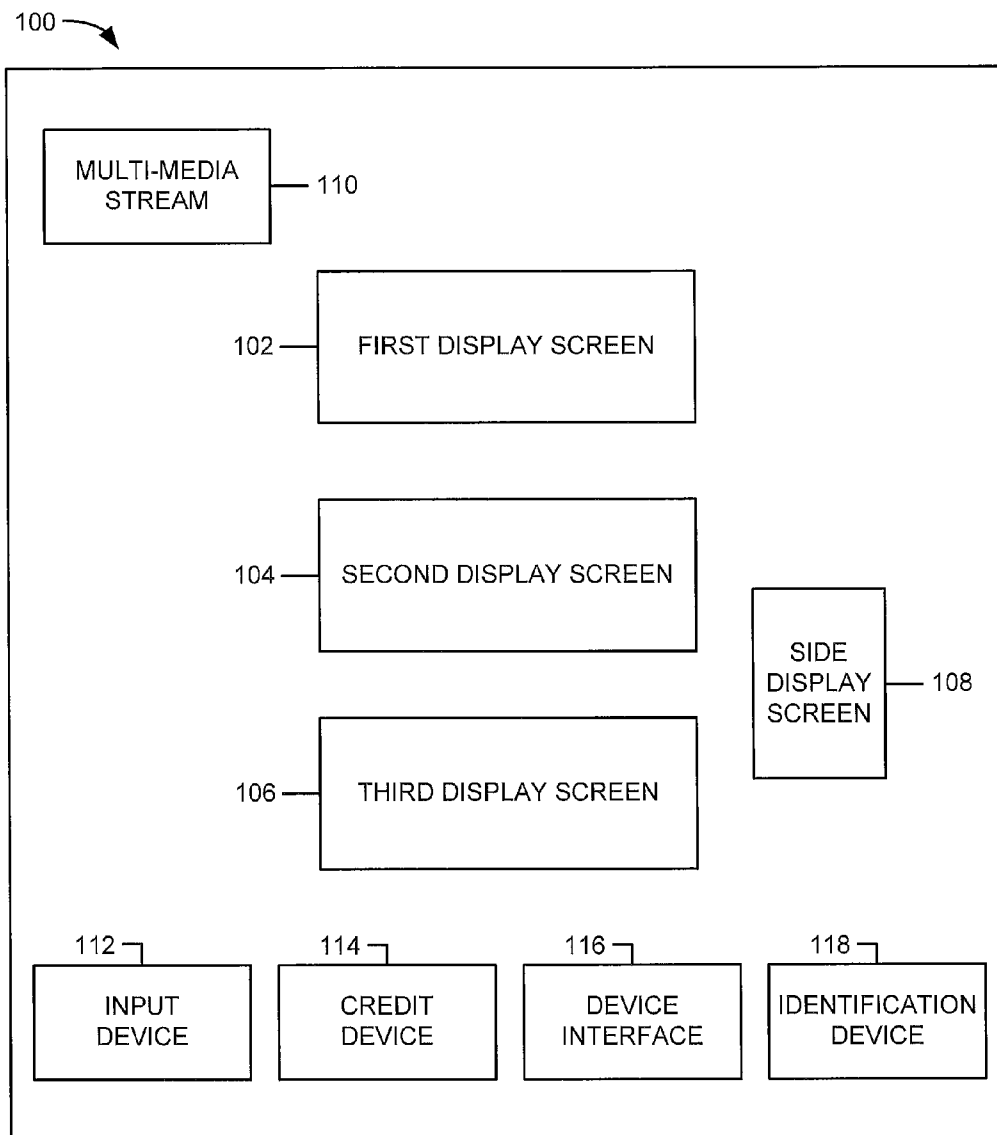 100
MULTI-MEDIA
STREAM
110
102
FIRST DISPLAY SCREEN
104
SECOND DISPLAY SCREEN
SIDE
DISPLAY
SCREEN
108
106
THIRD DISPLAY SCREEN
112
114
116
118
INPUT
DEVICE
CREDIT
DEVICE
DEVICE
INTERFACE
IDENTIFICATION
DEVICE